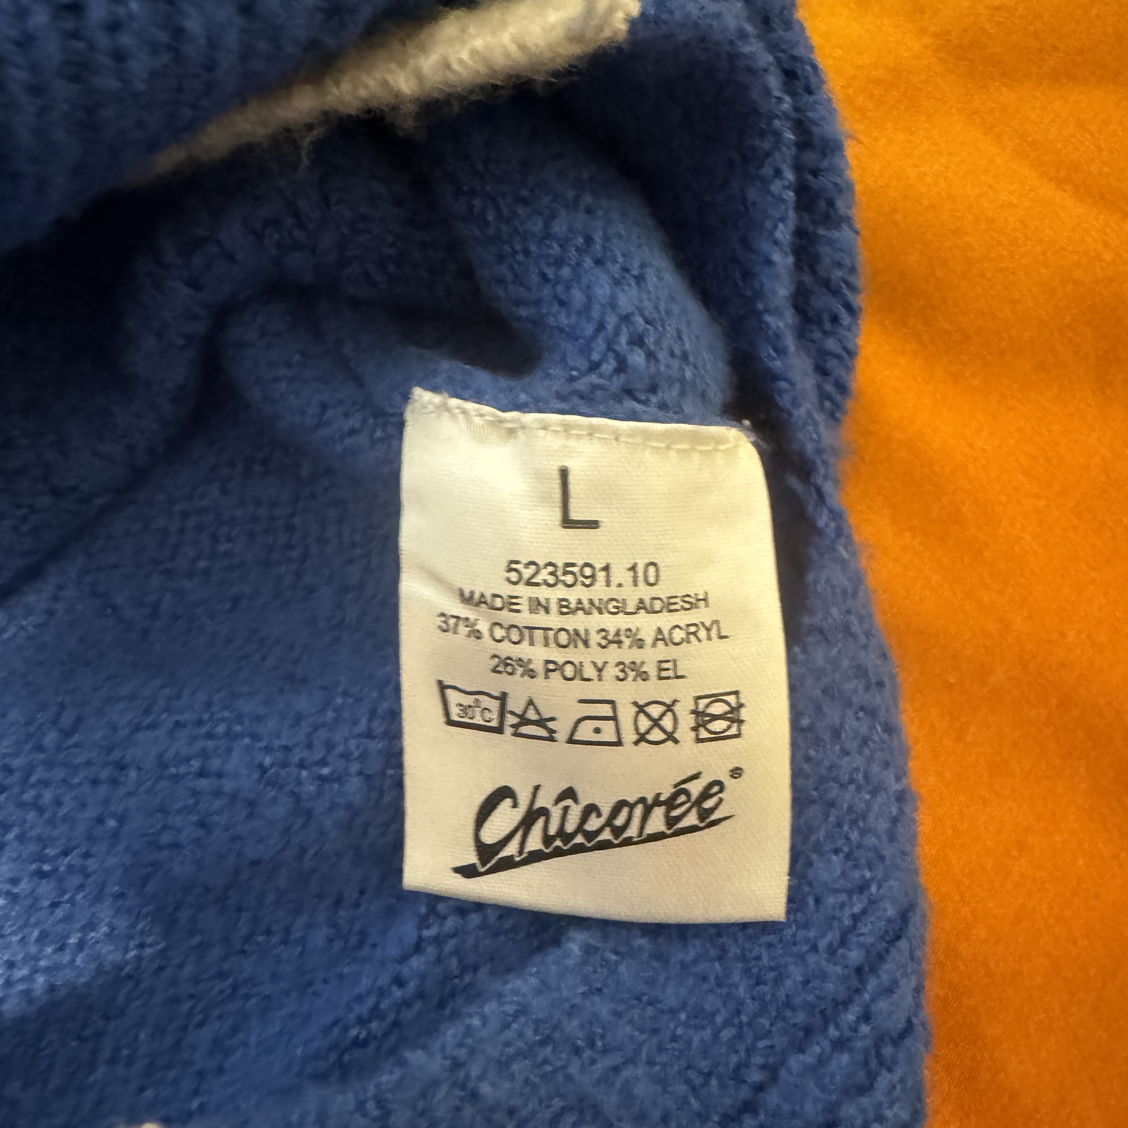 L
523591.10
MADE IN BANGLADESH
37% COTTON 34% ACRYL
26% POLY 3% EL
30°C
Chîcorée®